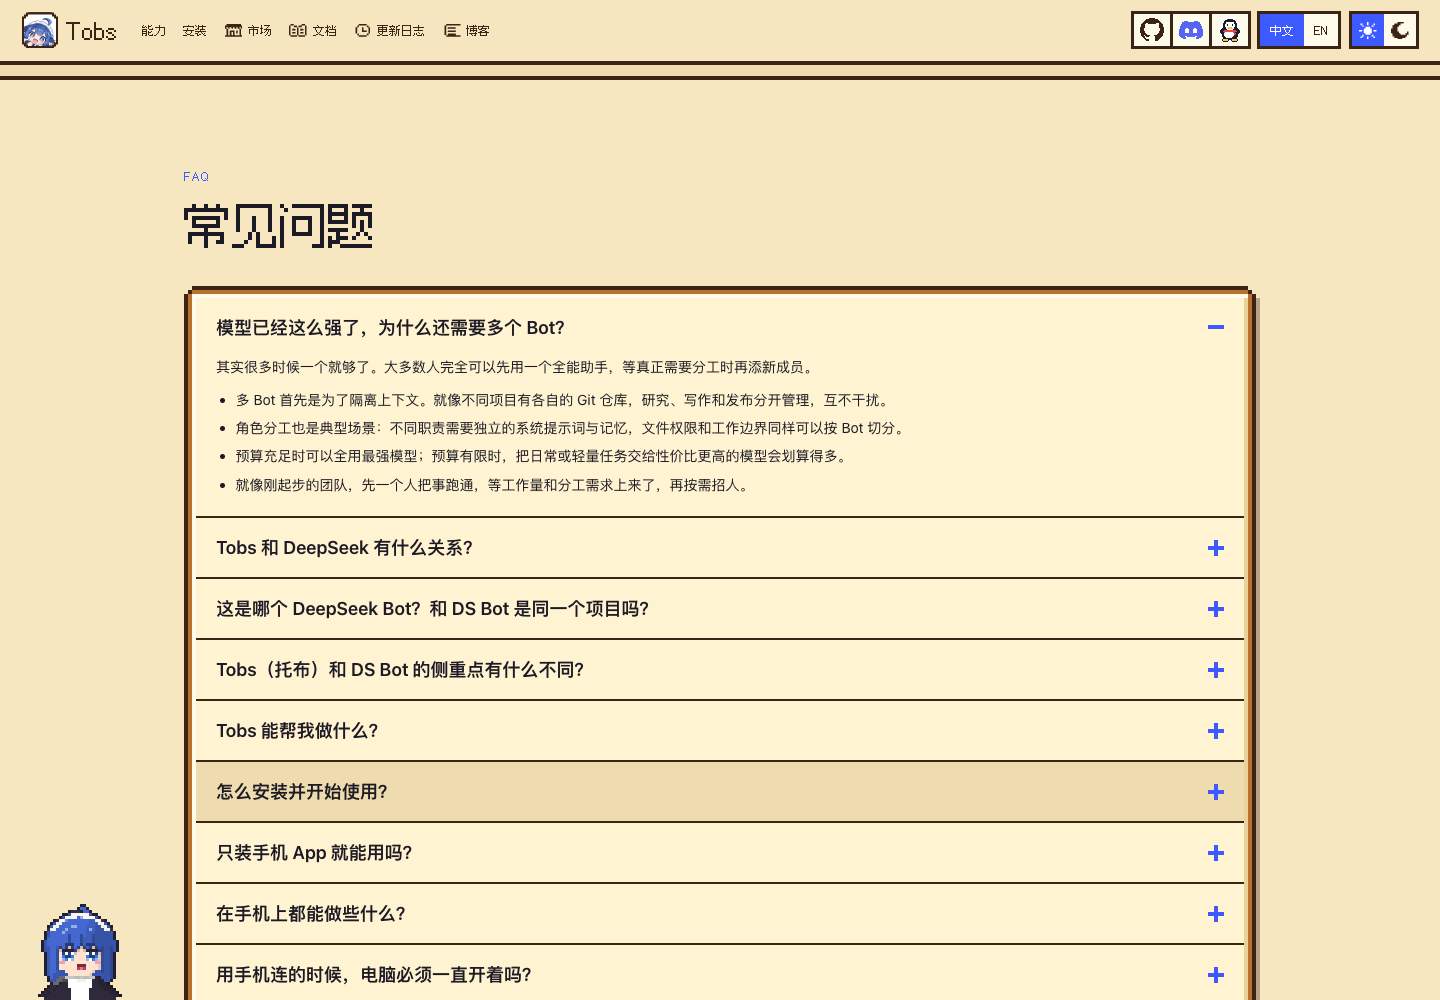 Tobs 能力 安装 市场 文档 更新日志 博客 中文 EN
FAQ
常见问题
模型已经这么强了，为什么还需要多个 Bot?
其实很多时候一个就够了。大多数人完全可以先用一个全能助手，等真正需要分工时再添新成员。
• 多 Bot 首先是为了隔离上下文。就像不同项目有各自的 Git 仓库，研究、写作和发布分开管理，互不干扰。
• 角色分工也是典型场景：不同职责需要独立的系统提示词与记忆，文件权限和工作边界同样可以按 Bot 切分。
• 预算充足时可以全用最强模型；预算有限时，把日常或轻量任务交给性价比更高的模型会划算得多。
• 就像刚起步的团队，先一个人把事跑通，等工作量和分工需求上来了，再按需招人。
Tobs 和 DeepSeek 有什么关系?
这是哪个 DeepSeek Bot？和 DS Bot 是同一个项目吗?
Tobs（托布）和 DS Bot 的侧重点有什么不同?
Tobs 能帮我做什么?
怎么安装并开始使用?
只装手机 App 就能用吗?
在手机上都能做些什么?
用手机连的时候，电脑必须一直开着吗?